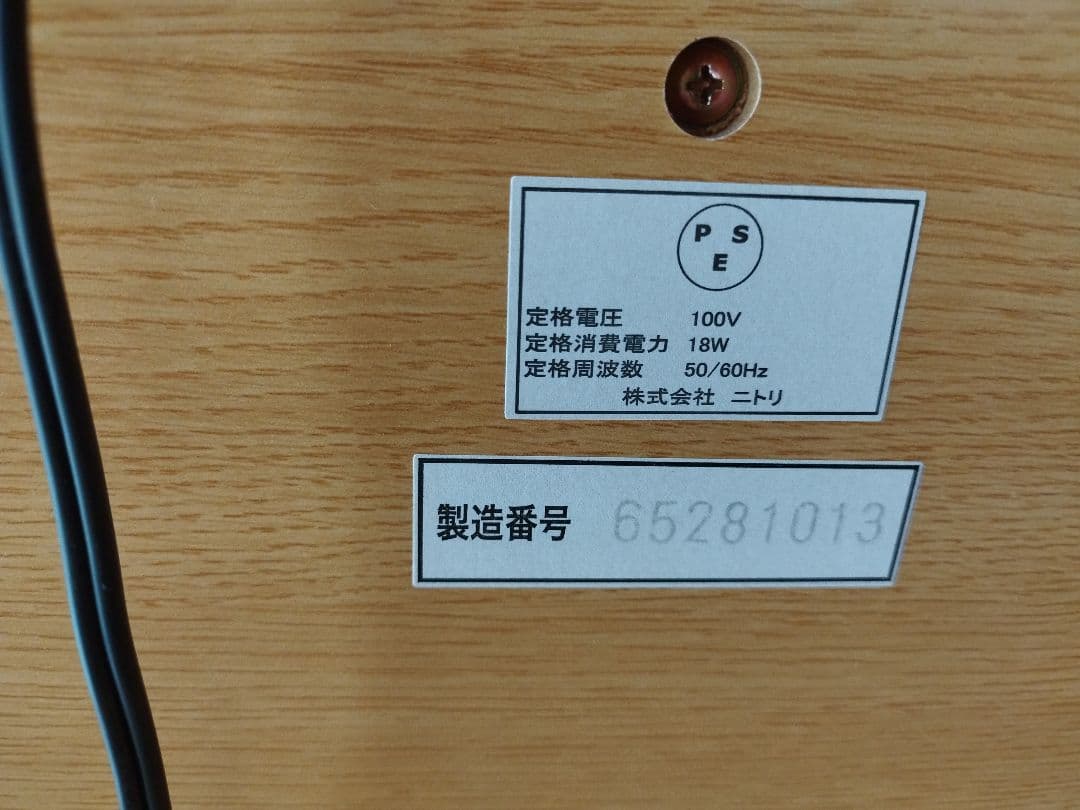 P S
E
定格電圧 100V
定格消費電力 18W
定格周波数 50/60Hz
株式会社 ニトリ
製造番号 65281013